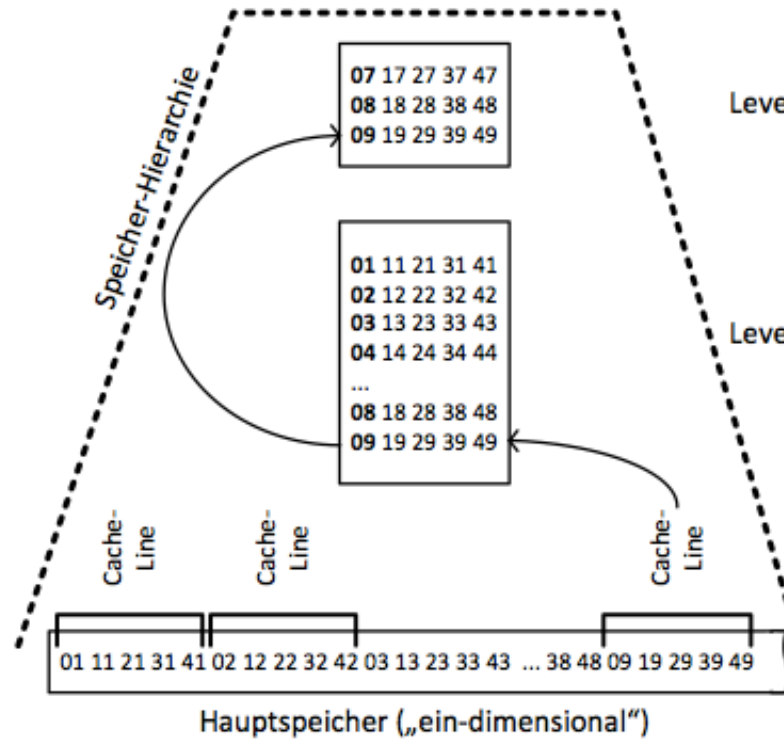 Speicher-Hierarchie
07 17 27 37 47
08 18 28 38 48
09 19 29 39 49
Leve
01 11 21 31 41
02 12 22 32 42
03 13 23 33 43
04 14 24 34 44
...
08 18 28 38 48
09 19 29 39 49
Leve
Cache-
Line
Cache-
Line
Cache-
Line
01 11 21 31 41 02 12 22 32 42 03 13 23 33 43 ... 38 48 09 19 29 39 49
Hauptspeicher („ein-dimensional“)